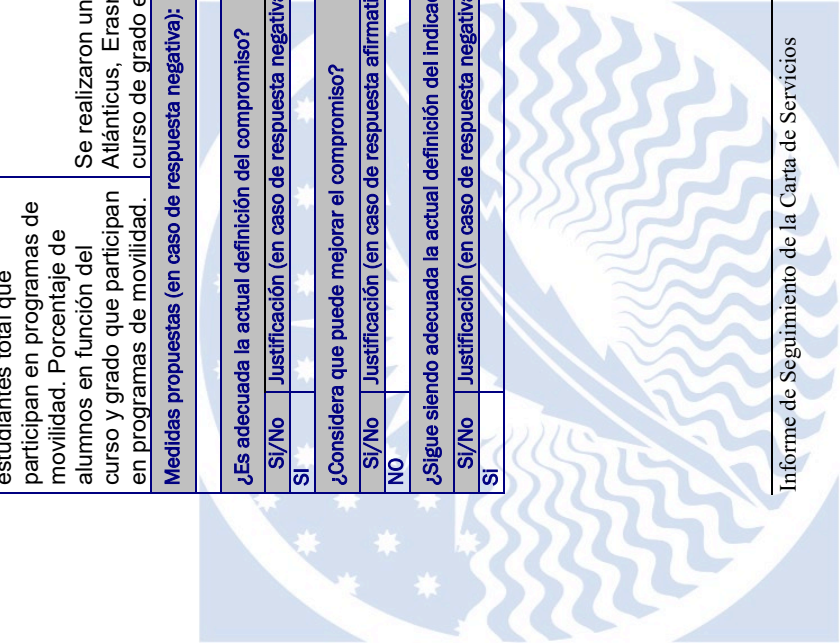 estudiantes total que
participan en programas de
movilidad. Porcentaje de
alumnos en función del
curso y grado que participan
en programas de movilidad.
Se realizaron un
Atlánticus, Eras
curso de grado e
Medidas propuestas (en caso de respuesta negativa):
¿Es adecuada la actual definición del compromiso?
Si/No Justificación (en caso de respuesta negativa
SI
¿Considera que puede mejorar el compromiso?
Si/No Justificación (en caso de respuesta afirmati
NO
¿Sigue siendo adecuada la actual definición del indica
Si/No Justificación (en caso de respuesta negativa
Si
Informe de Seguimiento de la Carta de Servicios